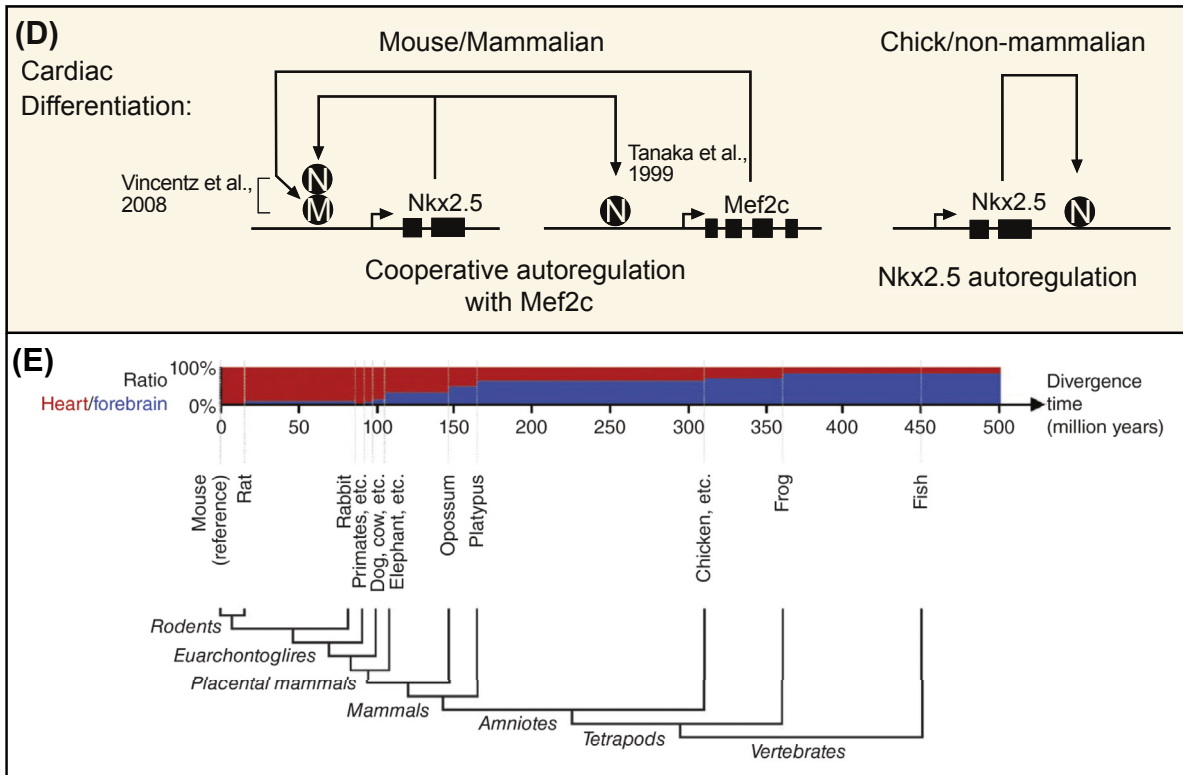 (D)
Cardiac
Differentiation:
Mouse/Mammalian
Chick/non-mammalian
Vincentz et al.,
2008
N
M
Nkx2.5
Tanaka et al.,
1999
N
Mef2c
Nkx2.5
N
Cooperative autoregulation
with Mef2c
Nkx2.5 autoregulation
(E)
Ratio
Heart/forebrain
100%
0%
0 50 100 150 200 250 300 350 400 450 500
Divergence
time
(million years)
Mouse
(reference)
Rat
Rabbit
Primates, etc.
Dog, cow, etc.
Elephant, etc.
Opossum
Platypus
Chicken, etc.
Frog
Fish
Rodents
Euarchontoglires
Placental mammals
Mammals
Amniotes
Tetrapods
Vertebrates